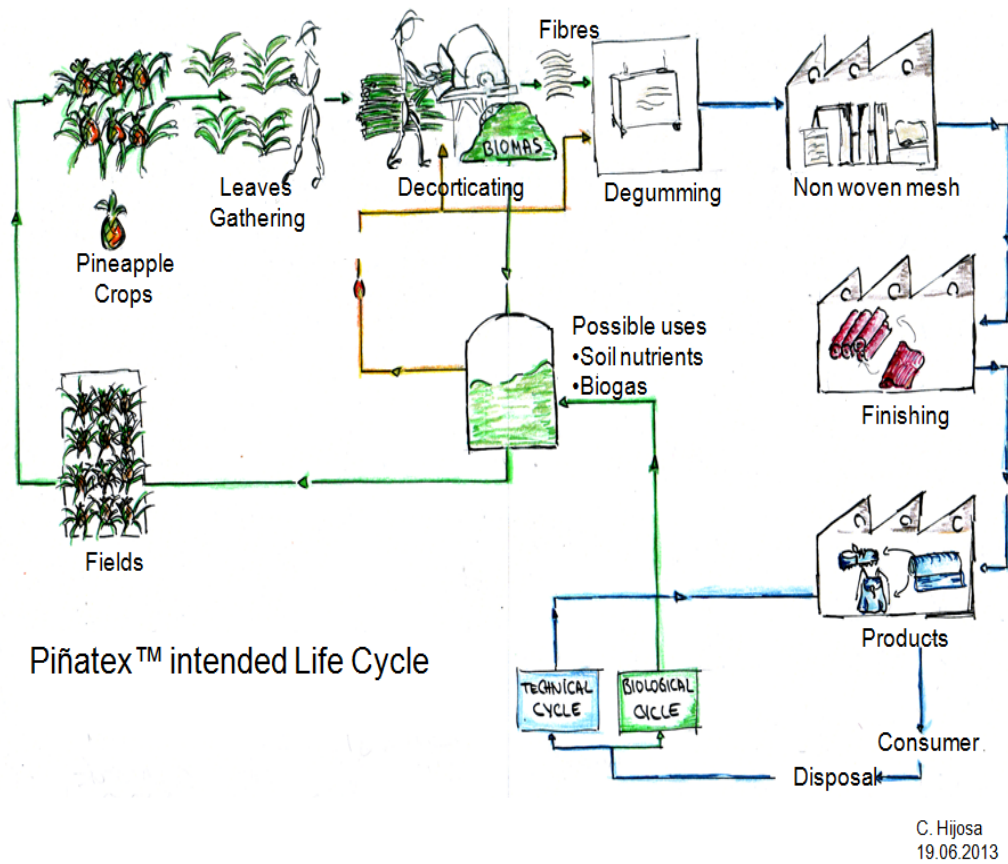 Fibres
BIOMAS
Leaves
Gathering
Decorticating
Degumming
Non woven mesh
Pineapple
Crops
Possible uses
•Soil nutrients
•Biogas
Finishing
Fields
Products
Piñatex™ intended Life Cycle
TECHNICAL
CYCLE
BIOLOGICAL
CYCLE
Consumer
Disposal
C. Hijosa
19.06.2013